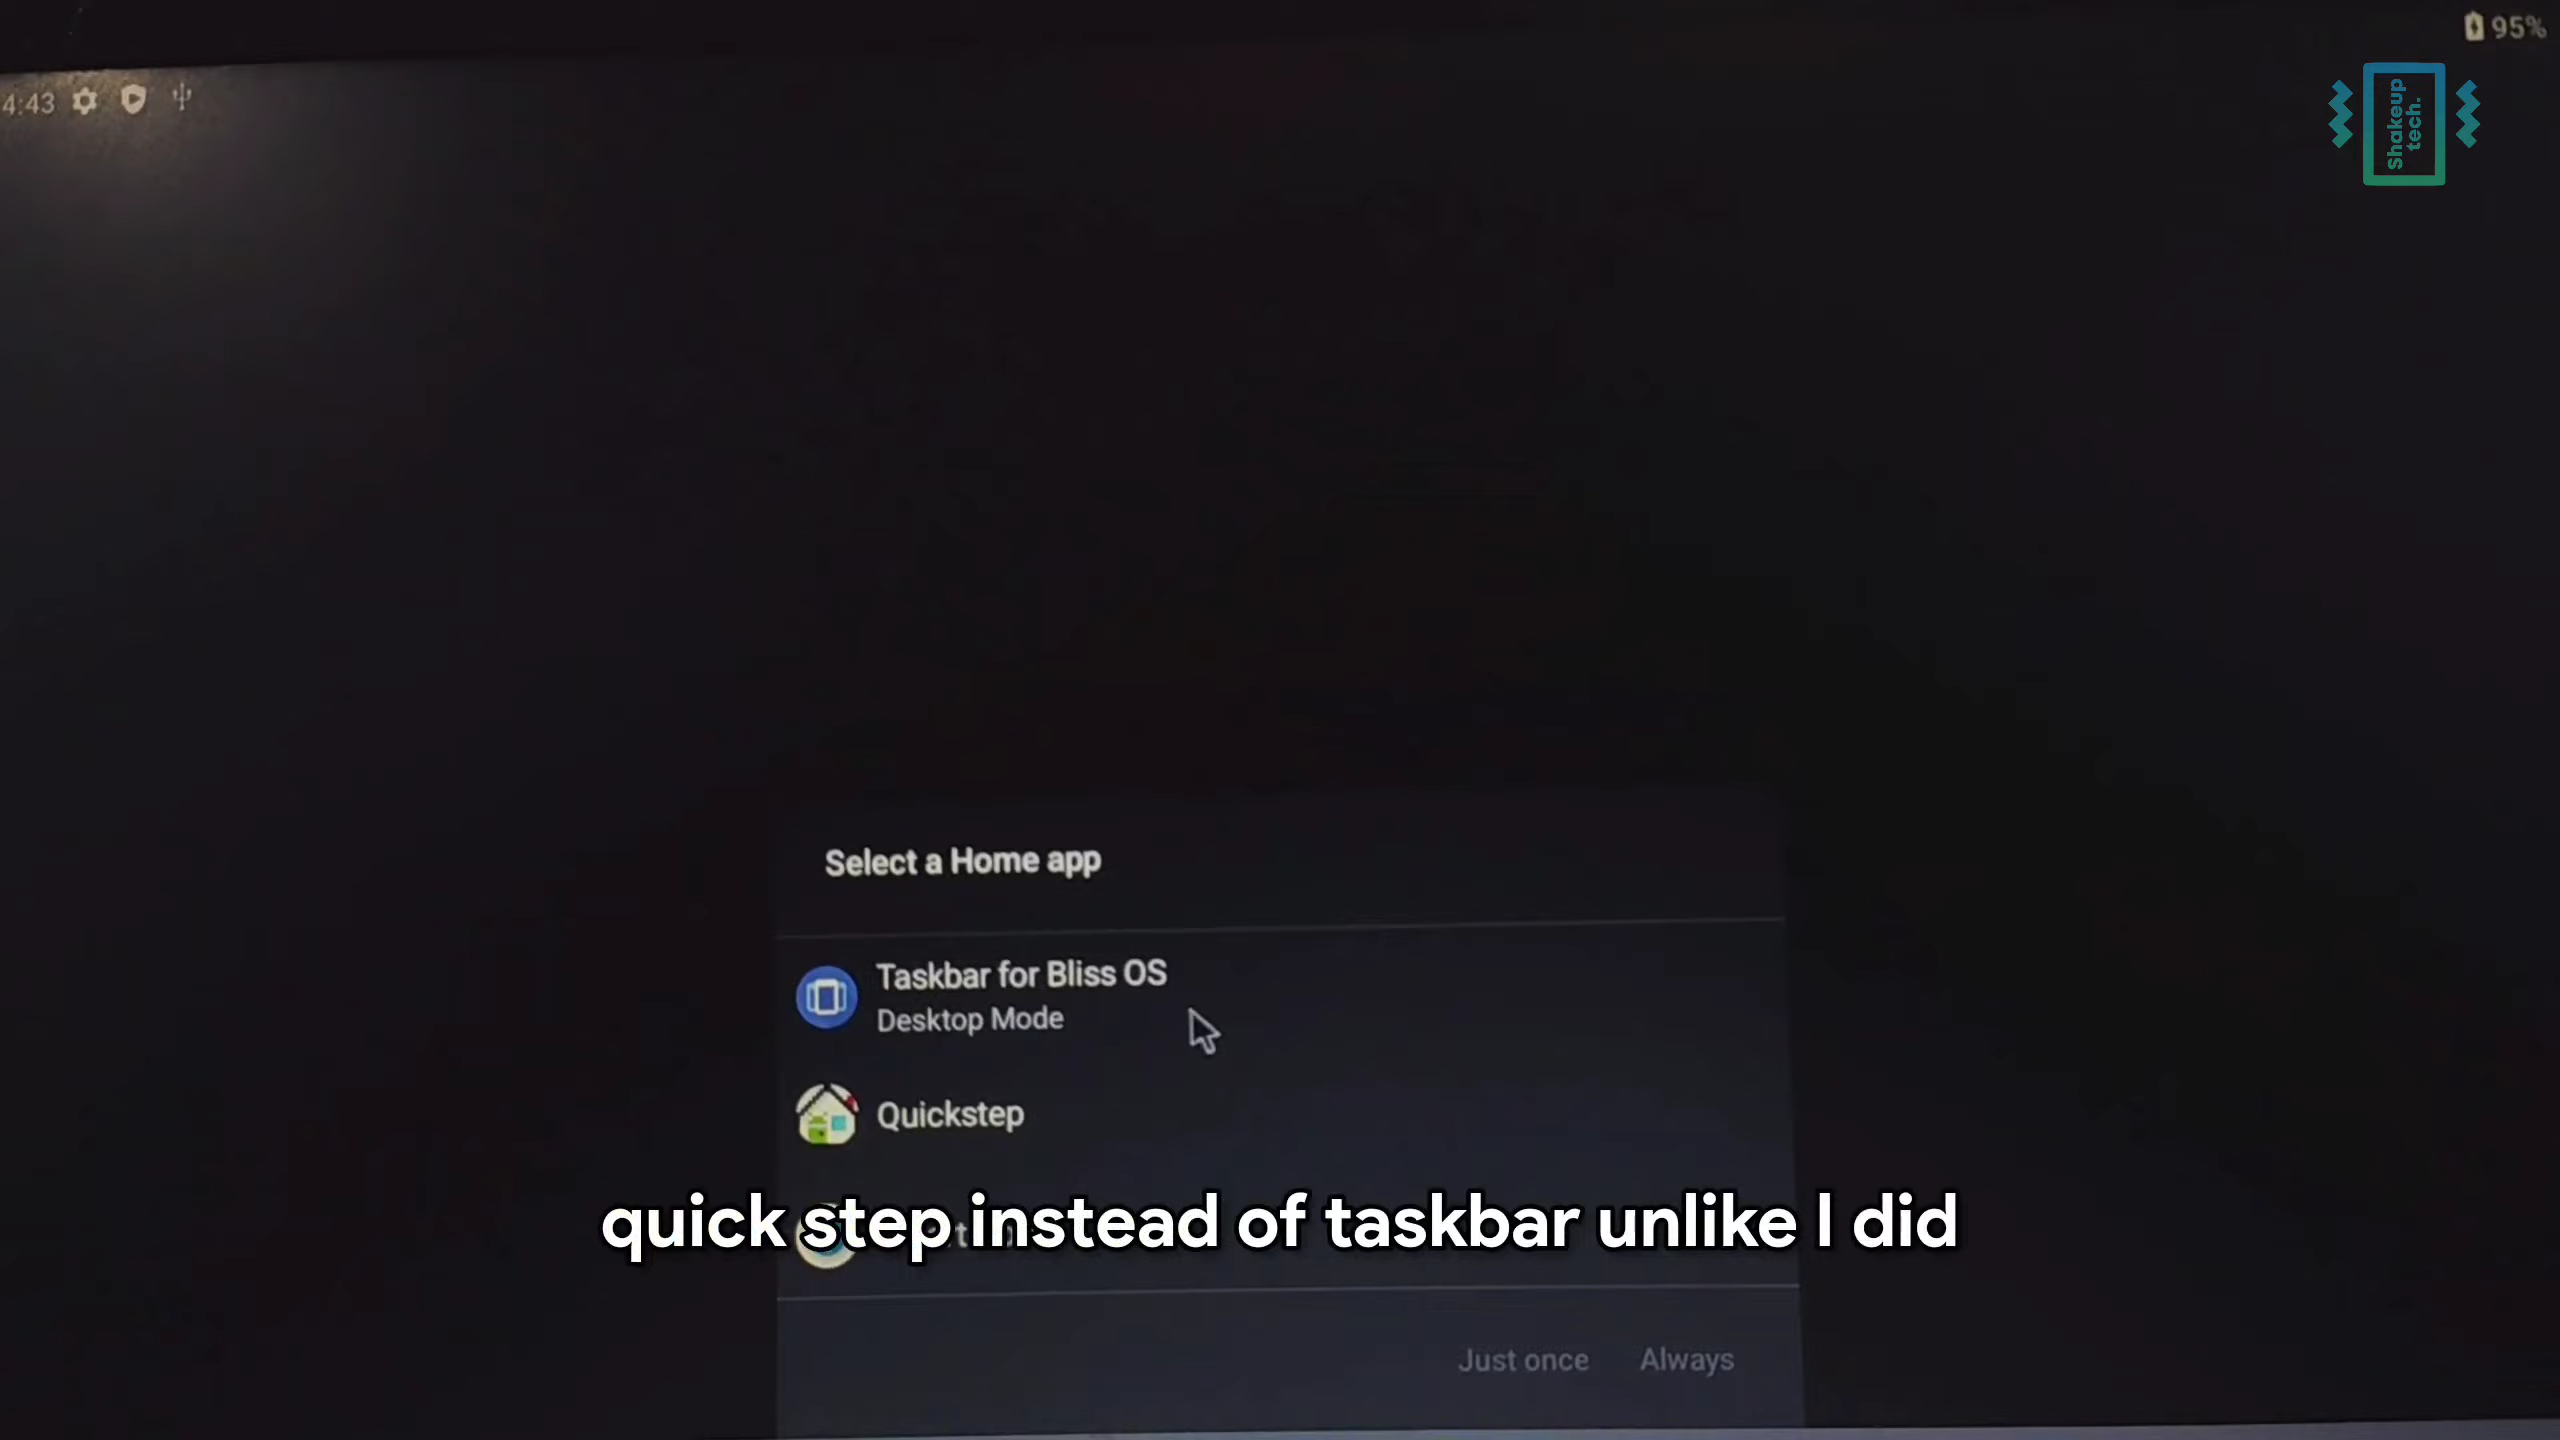 95%
4:43
Shakeup
tech.
Select a Home app
Taskbar for Bliss OS
Desktop Mode
Quickstep
quick step instead of taskbar unlike I did
Just once Always